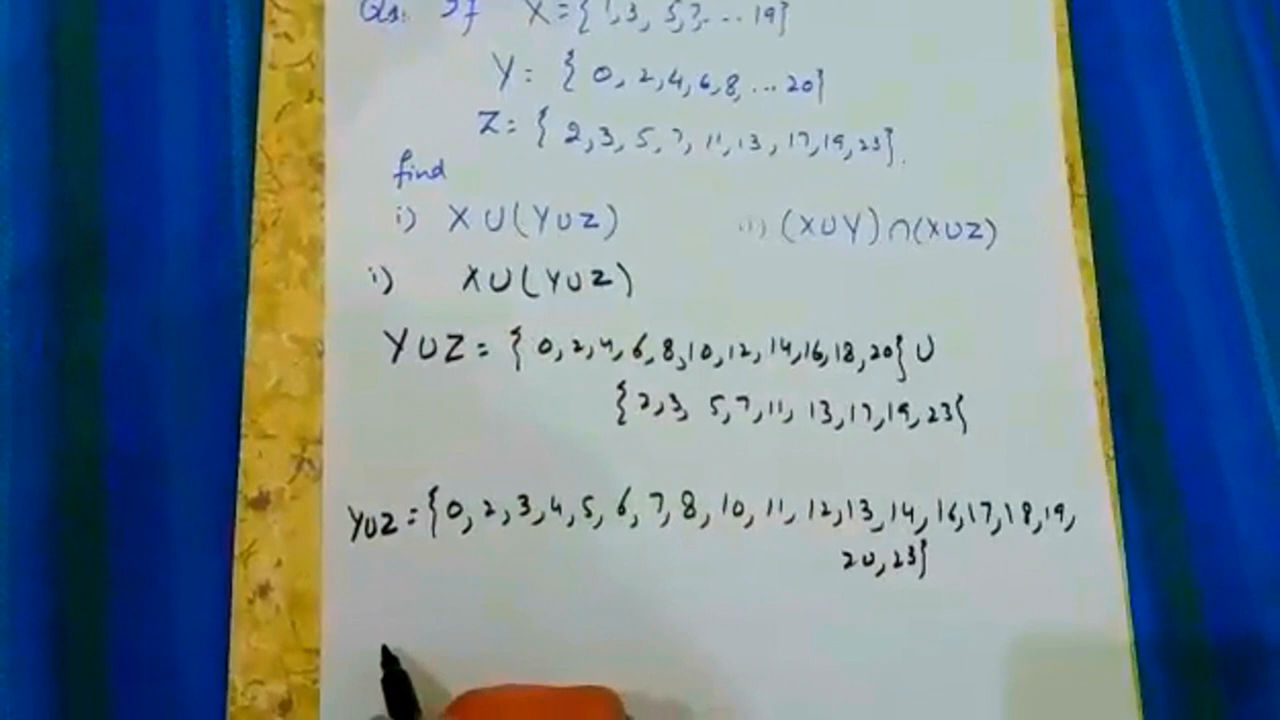 Qs: If X = {1,3, 5,7... 19}
Y = { 0, 2,4,6,8, ... 20}
Z = { 2,3, 5, 7, 11,13, 17,19,23}.
find
i) X U (Y U Z) ii) (X U Y) ∩ (X U Z)
i) X U (Y U Z)
Y U Z = { 0,2,4,6,8,10,12,14,16,18,20} U
{2,3, 5,7,11, 13,17,19,23{
Y U Z = {0,2,3,4,5,6,7,8,10,11,12,13,14,16,17,18,19,
20,23}